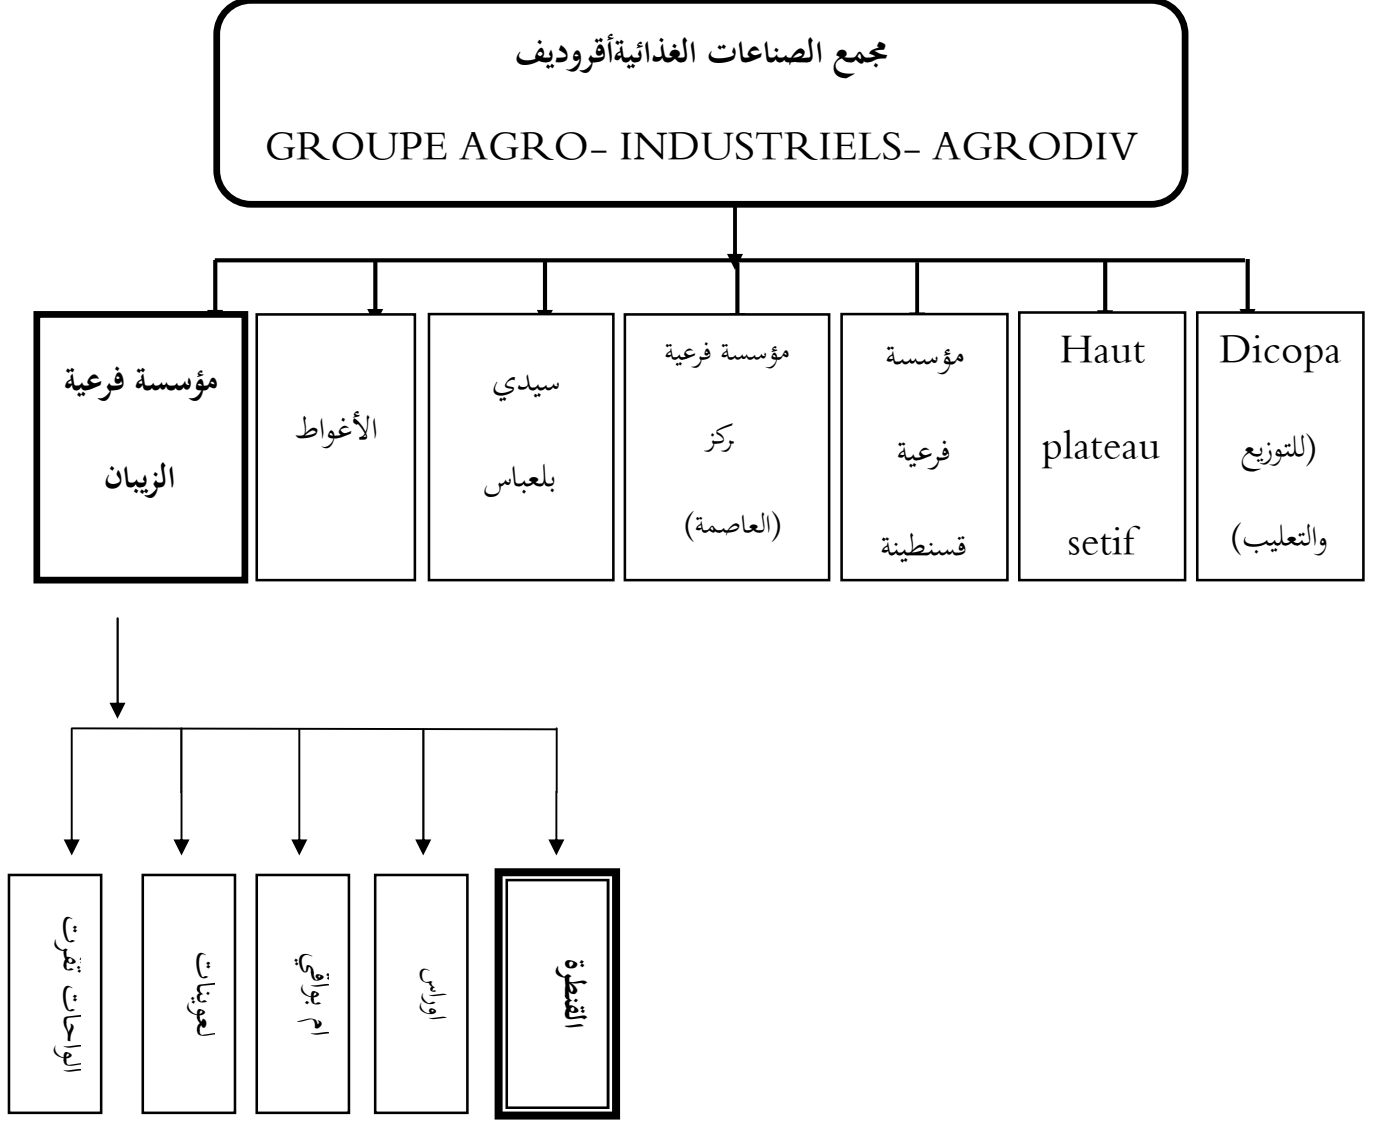 مجمع الصناعات الغذائيةأقروديف
GROUPE AGRO- INDUSTRIELS- AGRODIV
Dicopa
(للتوزيع
والتعليب)
Haut
plateau
setif
مؤسسة
فرعية
قسنطينة
مؤسسة فرعية
ركز
(العاصمة)
سيدي
بلعباس
الأغواط
مؤسسة فرعية
الزيبان
القنطرة
اوراس
ام بواقي
لعوينات
الواحات تقرت